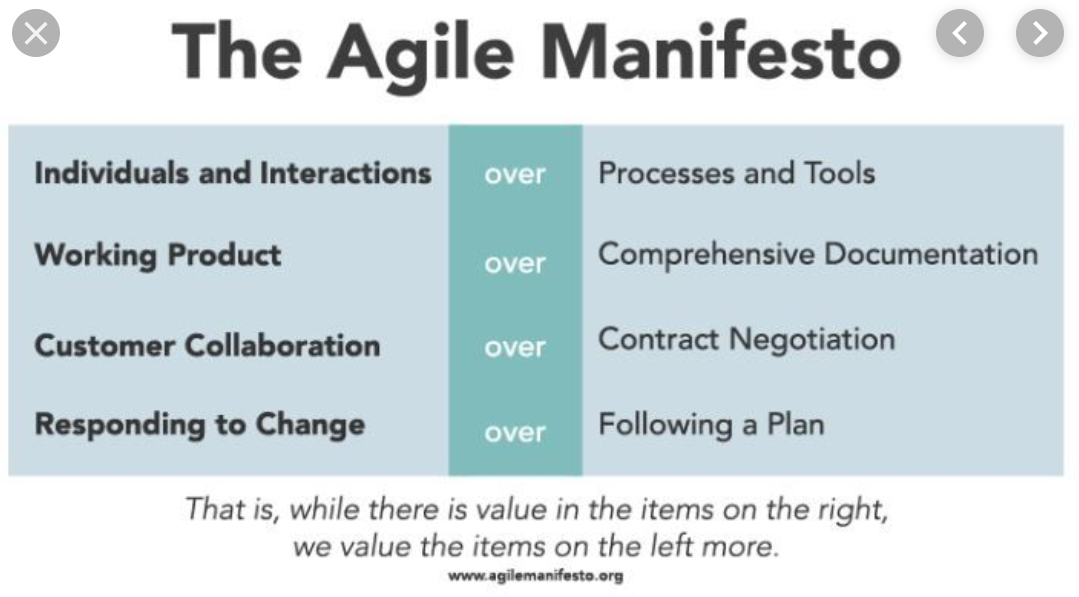 The Agile Manifesto
Individuals and Interactions over Processes and Tools
Working Product over Comprehensive Documentation
Customer Collaboration over Contract Negotiation
Responding to Change over Following a Plan
That is, while there is value in the items on the right,
we value the items on the left more.
www.agilemanifesto.org